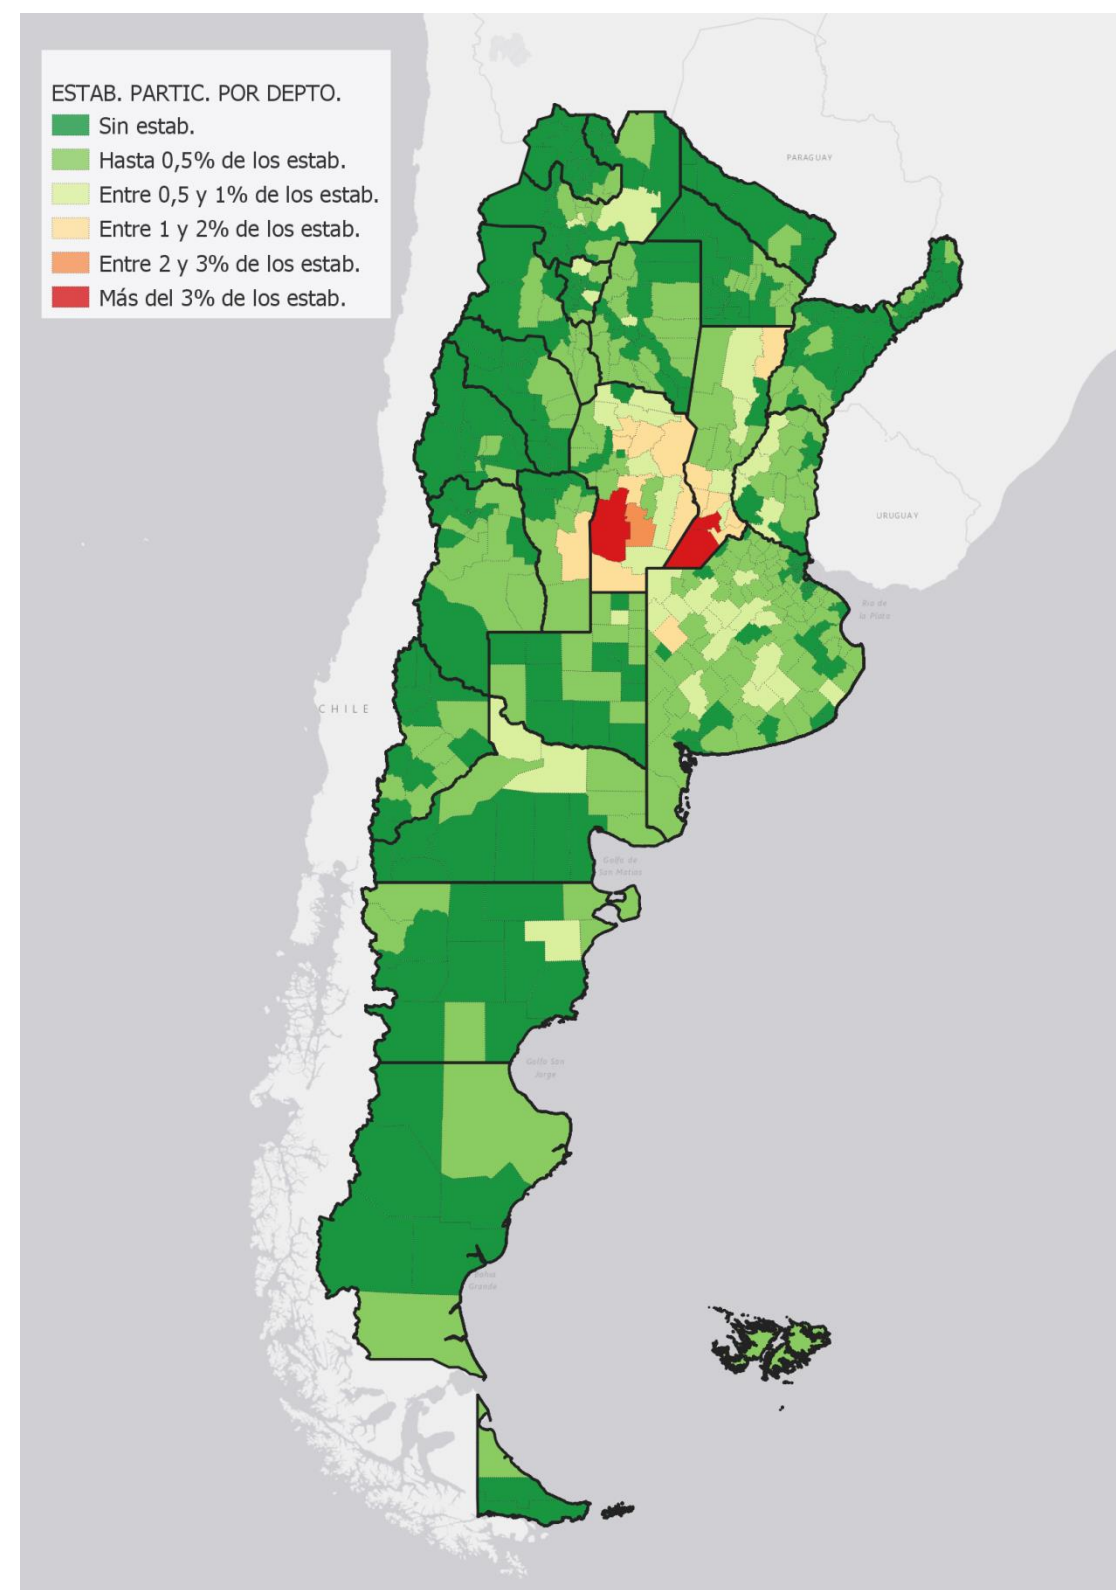 ESTAB. PARTIC. POR DEPTO.
Sin estab.
Hasta 0,5% de los estab.
Entre 0,5 y 1% de los estab.
Entre 1 y 2% de los estab.
Entre 2 y 3% de los estab.
Más del 3% de los estab.
PARAGUAY
URUGUAY
Río de
la Plata
CHILE
Golfo de
San Matías
Golfo San
Jorge
Bahía
Grande